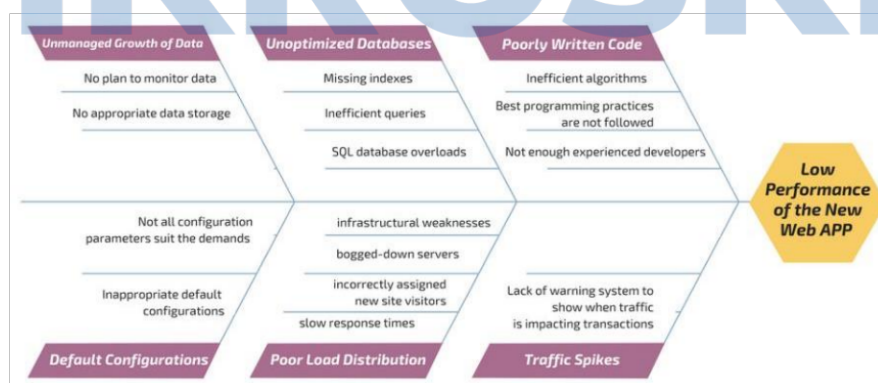 Unmanaged Growth of Data
Unoptimized Databases
Poorly Written Code
No plan to monitor data
No appropriate data storage
Missing indexes
Inefficient queries
SQL database overloads
Inefficient algorithms
Best programming practices
are not followed
Not enough experienced developers
Low
Performance
of the New
Web APP
Not all configuration
parameters suit the demands
Inappropriate default
configurations
infrastructural weaknesses
bogged-down servers
incorrectly assigned
new site visitors
slow response times
Lack of warning system to
show when traffic
is impacting transactions
Default Configurations
Poor Load Distribution
Traffic Spikes